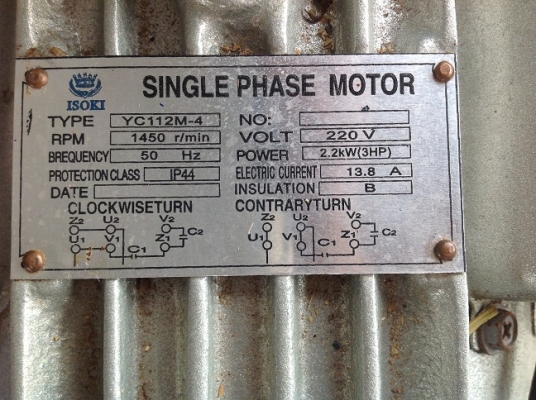 SINGLE PHASE MOTOR
ISOKI
TYPE YC112M-4 NO:
RPM 1450 r/min VOLT 220 V
BREQUENCY 50 Hz POWER 2.2kW(3HP)
PROTECTION CLASS IP44 ELECTRIC CURRENT 13.8 A
DATE INSULATION B
CLOCKWISETURN CONTRARYTURN
Z2 U2 V2 Z2 U2 V2
U1 V1 C1 Z1 C2 U1 V1 C1 Z1 C2